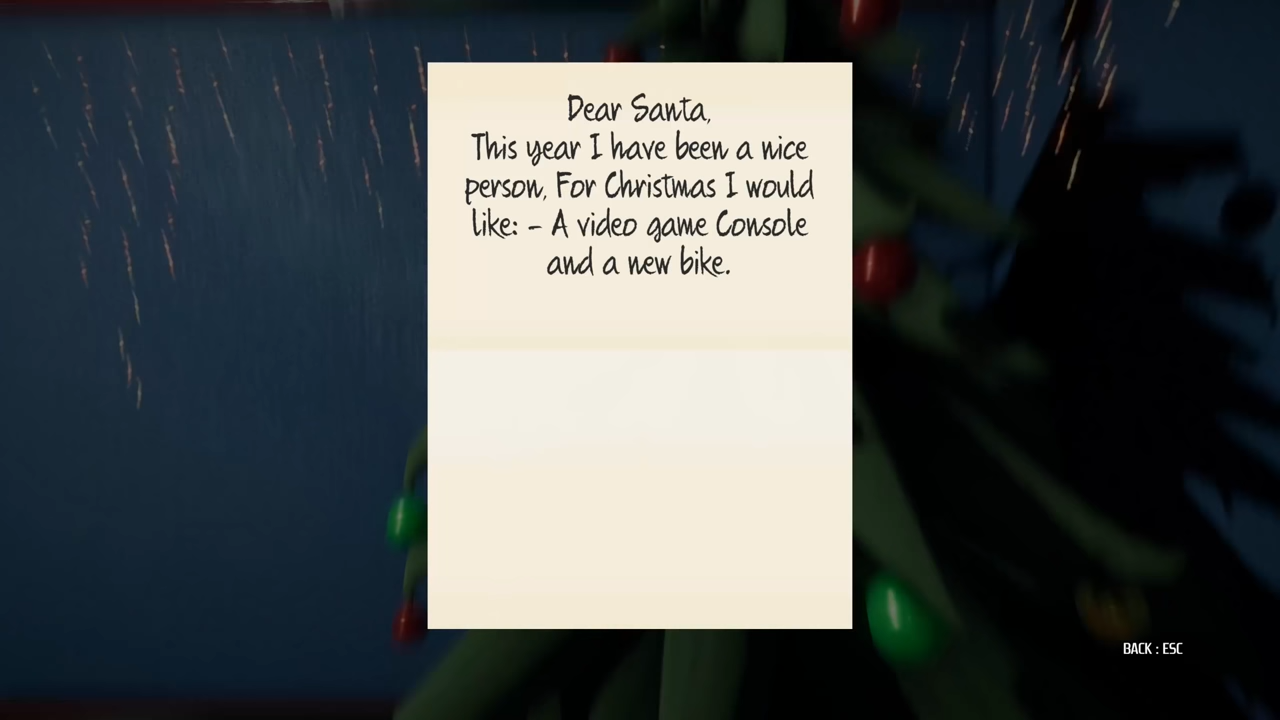 Dear Santa,
This year I have been a nice
person, For Christmas I would
like: - A video game Console
and a new bike.
BACK : ESC